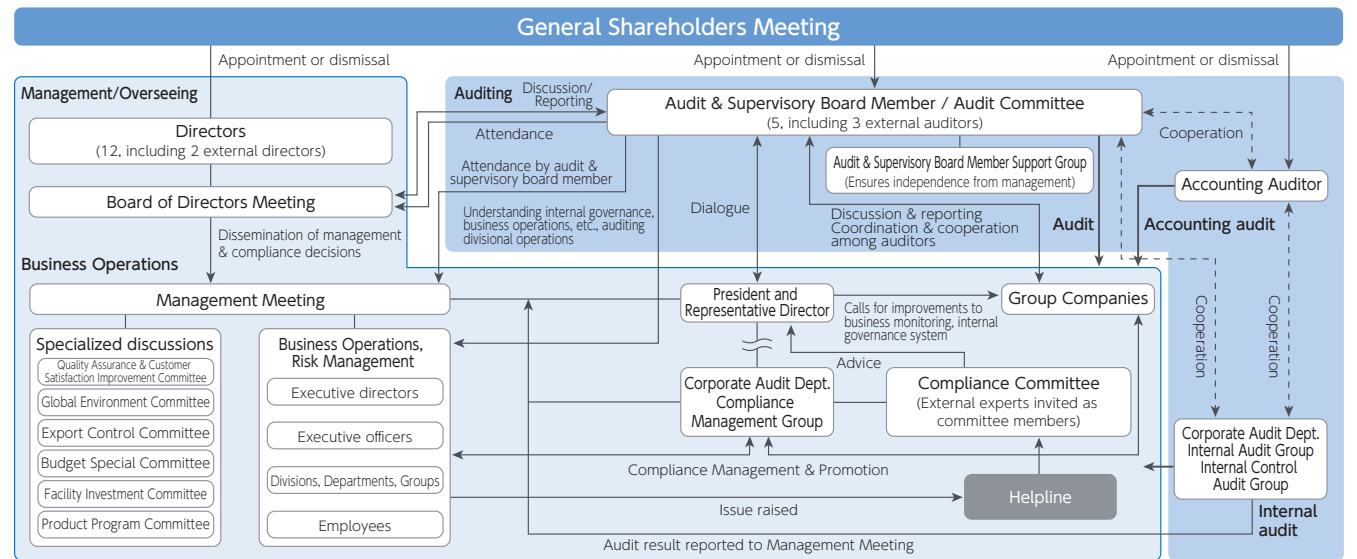 General Shareholders Meeting
Appointment or dismissal
Appointment or dismissal
Appointment or dismissal
Management/Overseeing
Directors
(12, including 2 external directors)
Board of Directors Meeting
Dissemination of management
& compliance decisions
Auditing
Discussion/
Reporting
Attendance
Attendance by audit &
supervisory board member
Understanding internal governance,
business operations, etc., auditing
divisional operations
Audit & Supervisory Board Member / Audit Committee
(5, including 3 external auditors)
Audit & Supervisory Board Member Support Group
(Ensures independence from management)
Dialogue
Discussion & reporting
Coordination & cooperation
among auditors
Audit
Cooperation
Accounting Auditor
Accounting audit
Cooperation
Cooperation
Business Operations
Management Meeting
Specialized discussions
Quality Assurance & Customer
Satisfaction Improvement Committee
Global Environment Committee
Export Control Committee
Budget Special Committee
Facility Investment Committee
Product Program Committee
Business Operations,
Risk Management
Executive directors
Executive officers
Divisions, Departments, Groups
Employees
President and
Representative Director
Calls for improvements to
business monitoring, internal
governance system
Group Companies
Advice
Corporate Audit Dept.
Compliance
Management Group
Compliance Committee
(External experts invited as
committee members)
Compliance Management & Promotion
Helpline
Issue raised
Corporate Audit Dept.
Internal Audit Group
Internal Control
Audit Group
Internal
audit
Audit result reported to Management Meeting